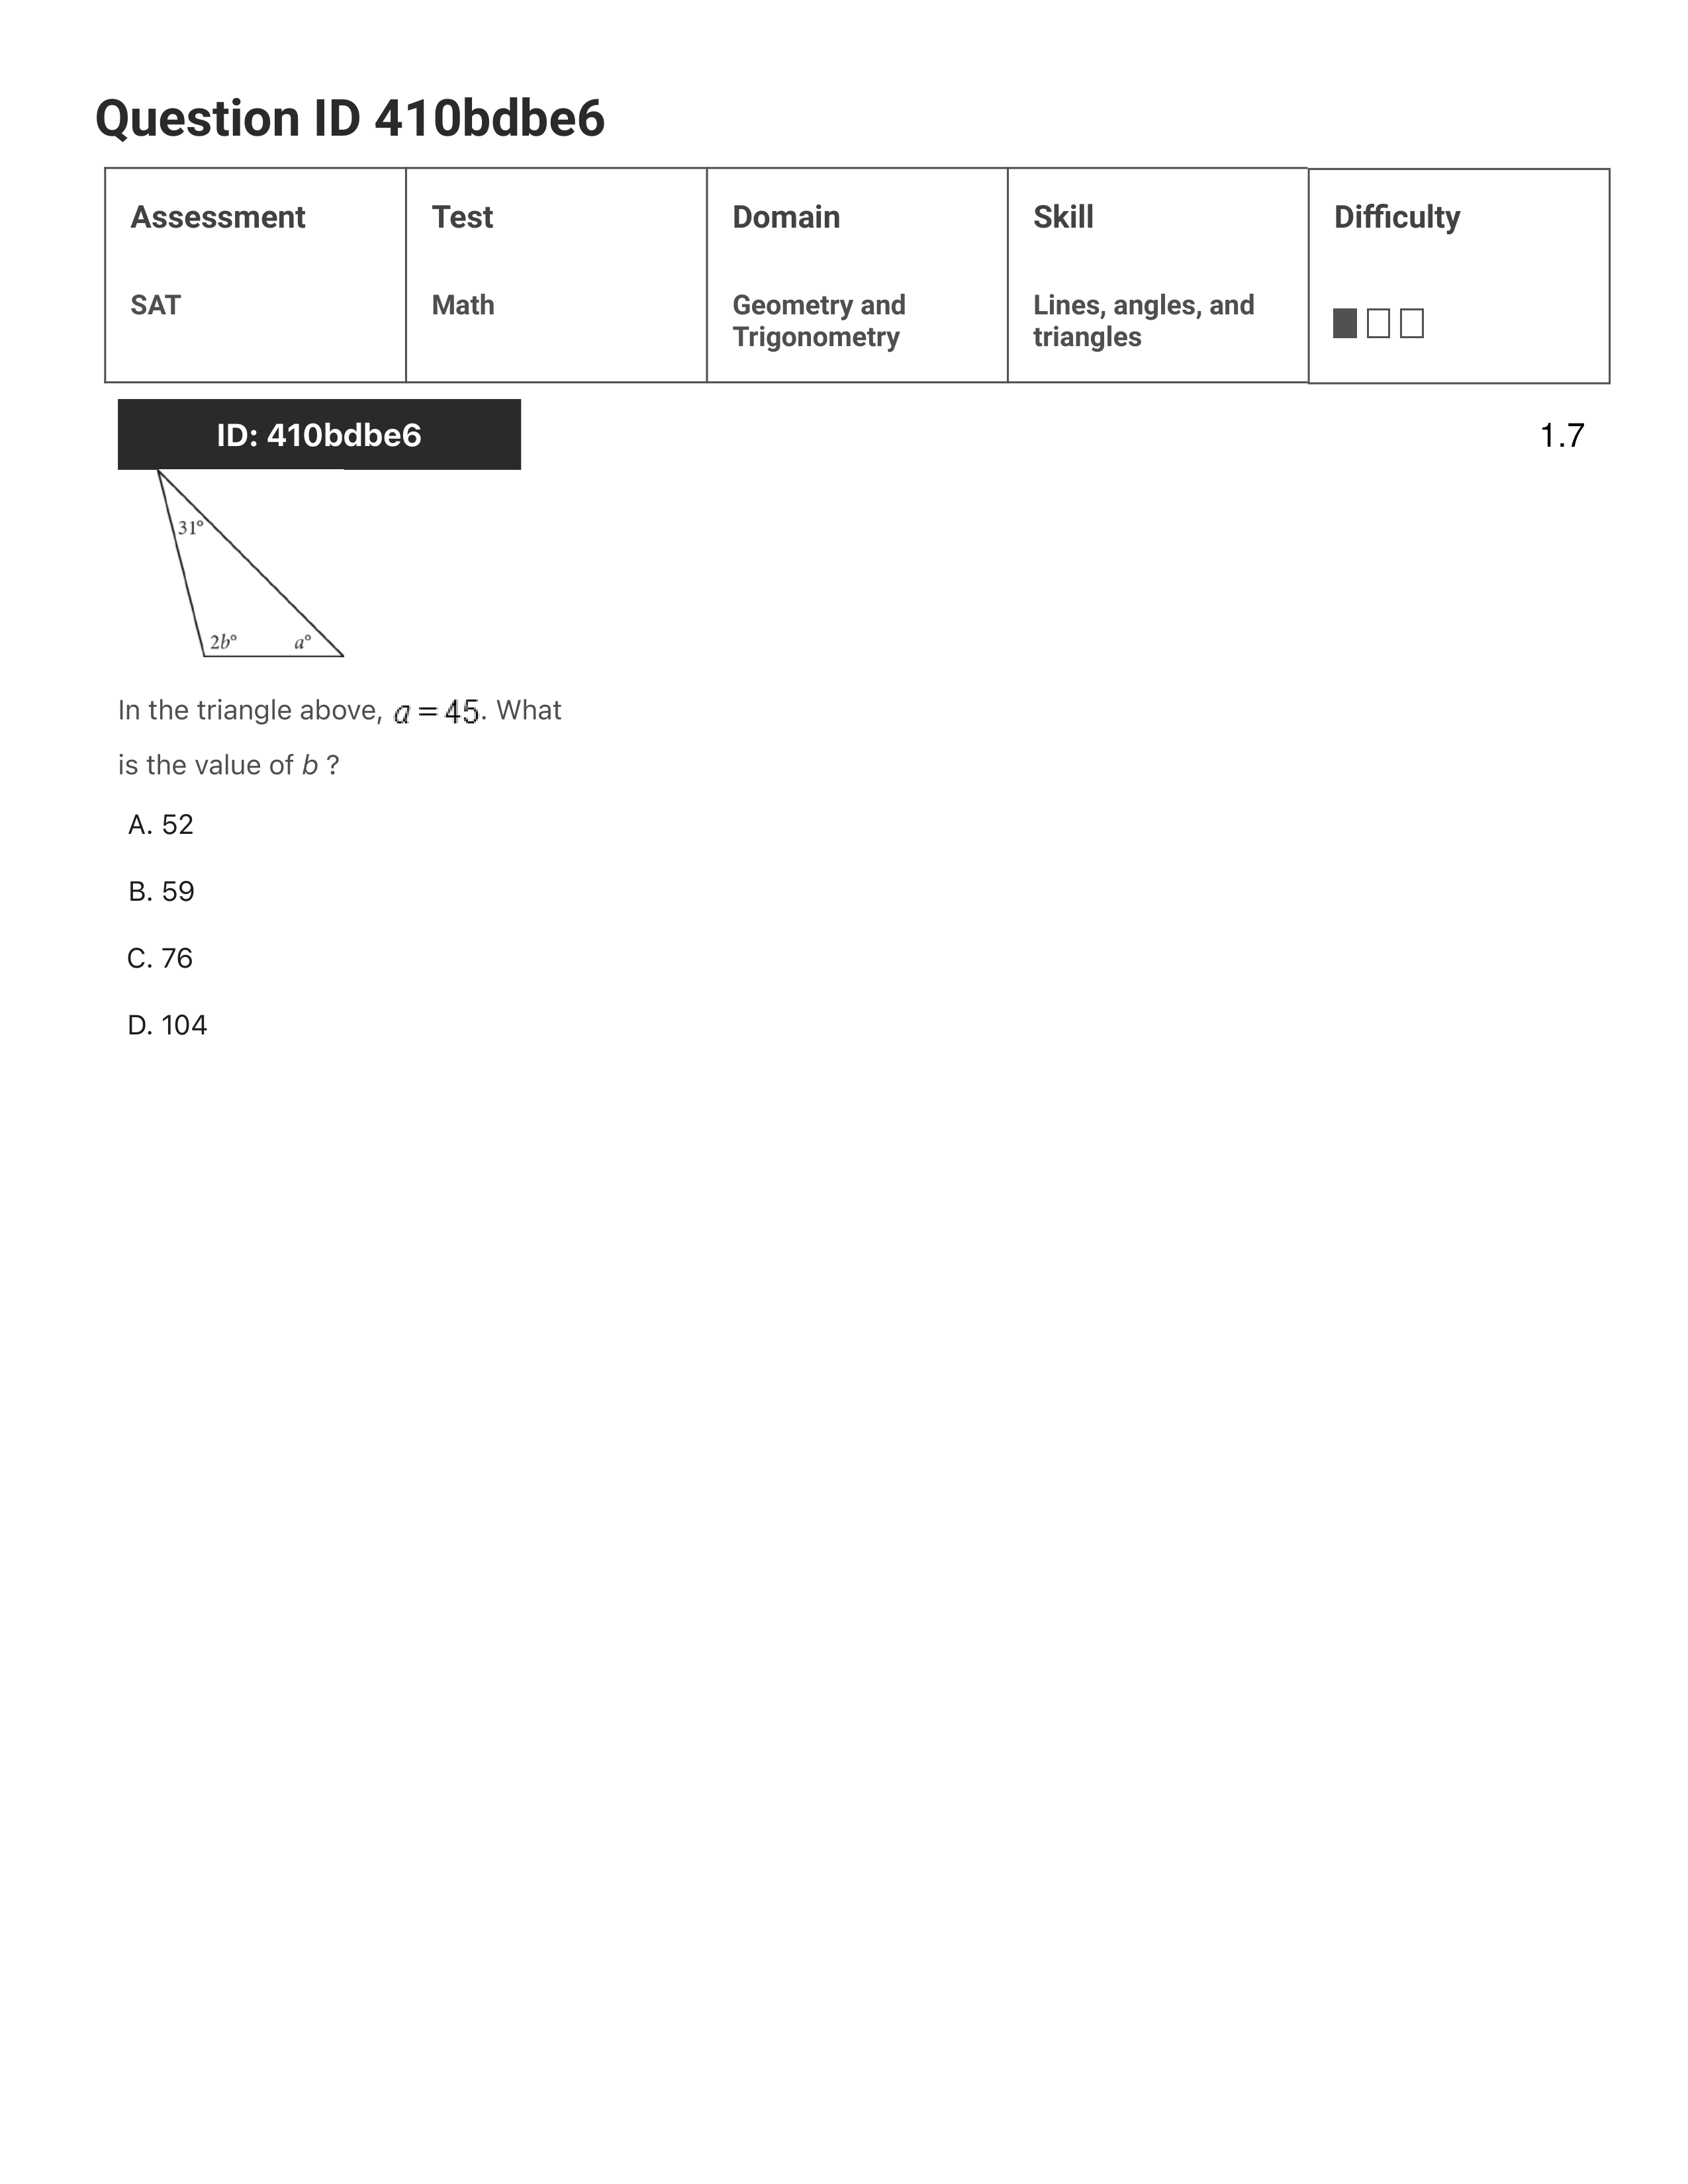 Question ID 410bdbe6
Assessment
Test
Domain
Skill
Difficulty
SAT
Math
Geometry and
Trigonometry
Lines, angles, and
triangles
ID: 410bdbe6
1.7
31°
2b°
a°
In the triangle above, a = 45. What
is the value of b ?
A. 52
B. 59
C. 76
D. 104